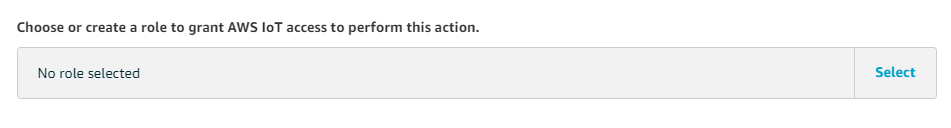 Choose or create a role to grant AWS IoT access to perform this action.
No role selected
Select